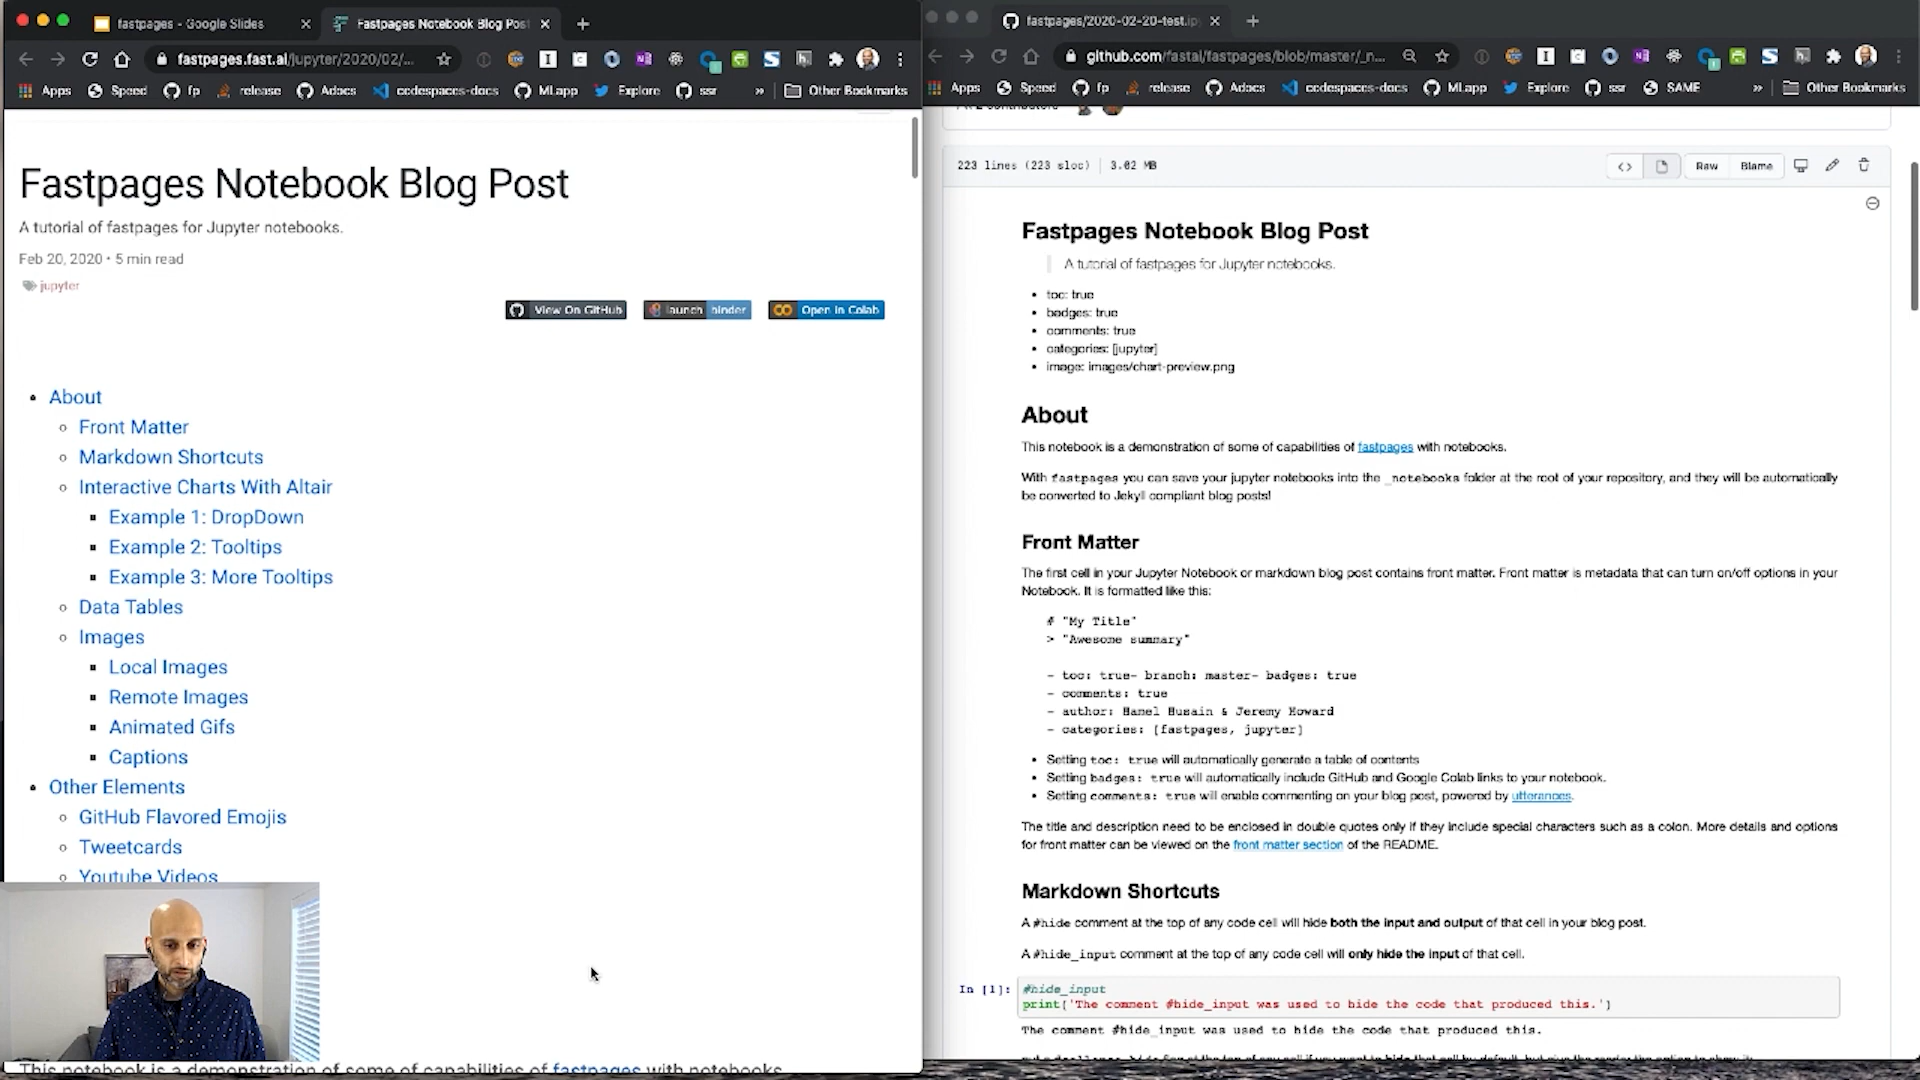 fastpages - Google Slides
Fastpages Notebook Blog Post
fastpages.fast.ai/jupyter/2020/02/...
Apps Speed fp release Adacs codespaces-docs MLapp Explore ssr » Other Bookmarks
Fastpages Notebook Blog Post
A tutorial of fastpages for Jupyter notebooks.
Feb 20, 2020 • 5 min read
jupyter
View On GitHub launch binder Open in Colab
About
Front Matter
Markdown Shortcuts
Interactive Charts With Altair
Example 1: DropDown
Example 2: Tooltips
Example 3: More Tooltips
Data Tables
Images
Local Images
Remote Images
Animated Gifs
Captions
Other Elements
GitHub Flavored Emojis
Tweetcards
Youtube Videos
This notebook is a demonstration of some of capabilities of fastpages with notebooks
fastpages/2020-02-20-test.ip
github.com/fastai/fastpages/blob/master/_n...
Apps Speed fp release Adacs codespaces-docs MLapp Explore ssr SAME » Other Bookmarks
223 lines (223 sloc) 3.02 MB
Raw Blame
Fastpages Notebook Blog Post
A tutorial of fastpages for Jupyter notebooks.
• toc: true
• badges: true
• comments: true
• categories: [jupyter]
• image: images/chart-preview.png
About
This notebook is a demonstration of some of capabilities of fastpages with notebooks.
With fastpages you can save your jupyter notebooks into the _notebooks folder at the root of your repository, and they will be automatically
be converted to Jekyll compliant blog posts!
Front Matter
The first cell in your Jupyter Notebook or markdown blog post contains front matter. Front matter is metadata that can turn on/off options in your
Notebook. It is formatted like this:
# "My Title"
> "Awesome summary"
- toc: true- branch: master- badges: true
- comments: true
- author: Hamel Husain & Jeremy Howard
- categories: [fastpages, jupyter]
• Setting toc: true will automatically generate a table of contents
• Setting badges: true will automatically include GitHub and Google Colab links to your notebook.
• Setting comments: true will enable commenting on your blog post, powered by utterances.
The title and description need to be enclosed in double quotes only if they include special characters such as a colon. More details and options
for front matter can be viewed on the front matter section of the README.
Markdown Shortcuts
A #hide comment at the top of any code cell will hide both the input and output of that cell in your blog post.
A #hide_input comment at the top of any code cell will only hide the input of that cell.
In [1]: #hide_input
print('The comment #hide_input was used to hide the code that produced this.')
The comment #hide_input was used to hide the code that produced this.